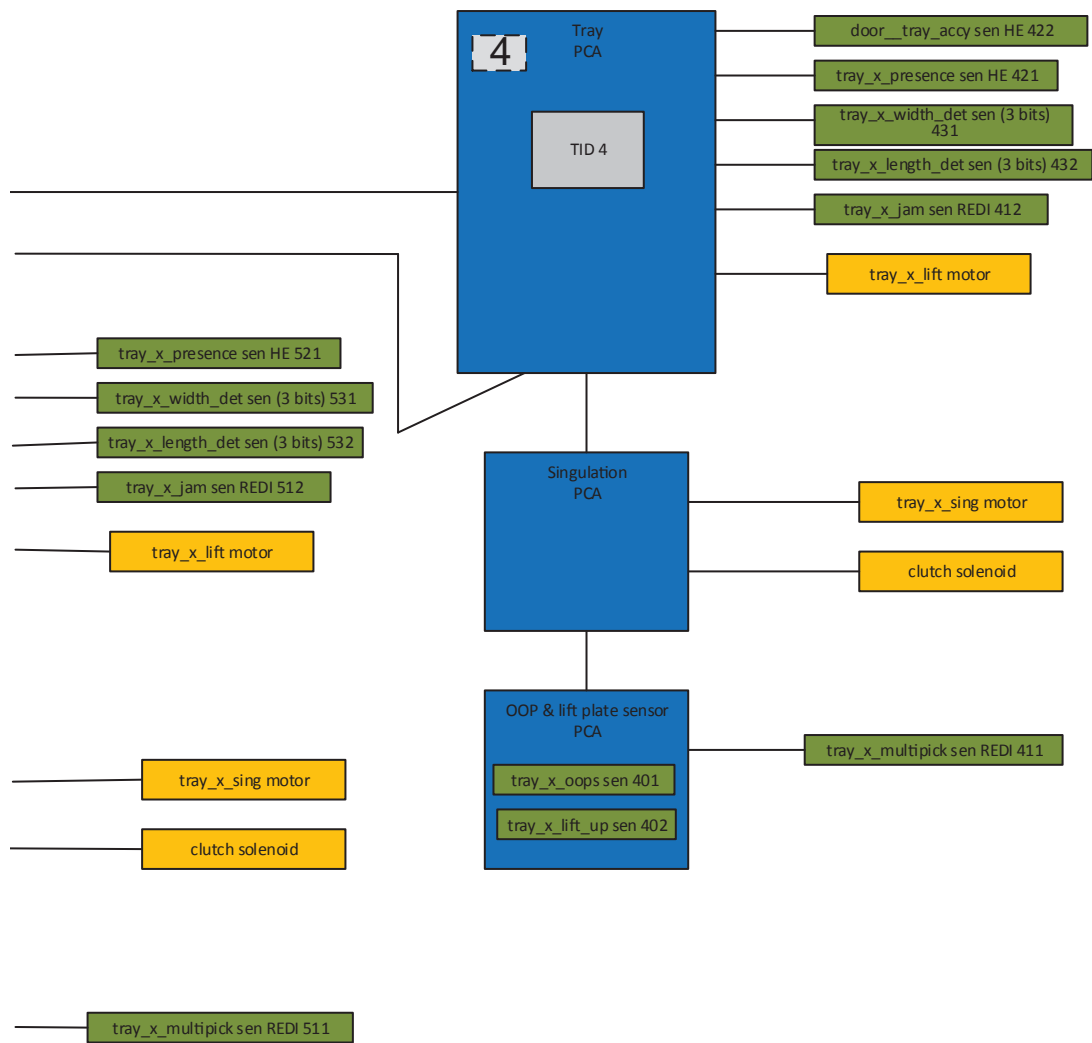 Tray
PCA
4
TID 4
door__tray_accy sen HE 422
tray_x_presence sen HE 421
tray_x_width_det sen (3 bits)
431
tray_x_length_det sen (3 bits) 432
tray_x_jam sen REDI 412
tray_x_lift motor
tray_x_presence sen HE 521
tray_x_width_det sen (3 bits) 531
tray_x_length_det sen (3 bits) 532
tray_x_jam sen REDI 512
tray_x_lift motor
Singulation
PCA
tray_x_sing motor
clutch solenoid
OOP & lift plate sensor
PCA
tray_x_oops sen 401
tray_x_lift_up sen 402
tray_x_multipick sen REDI 411
tray_x_sing motor
clutch solenoid
tray_x_multipick sen REDI 511